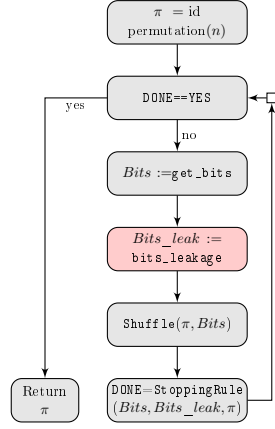 π = id
permutation(n)
DONE==YES
yes
no
Bits :=get_bits
Bits_leak :=
bits_leakage
Shuffle(π, Bits)
Return
π
DONE=StoppingRule
(Bits, Bits_leak, π)